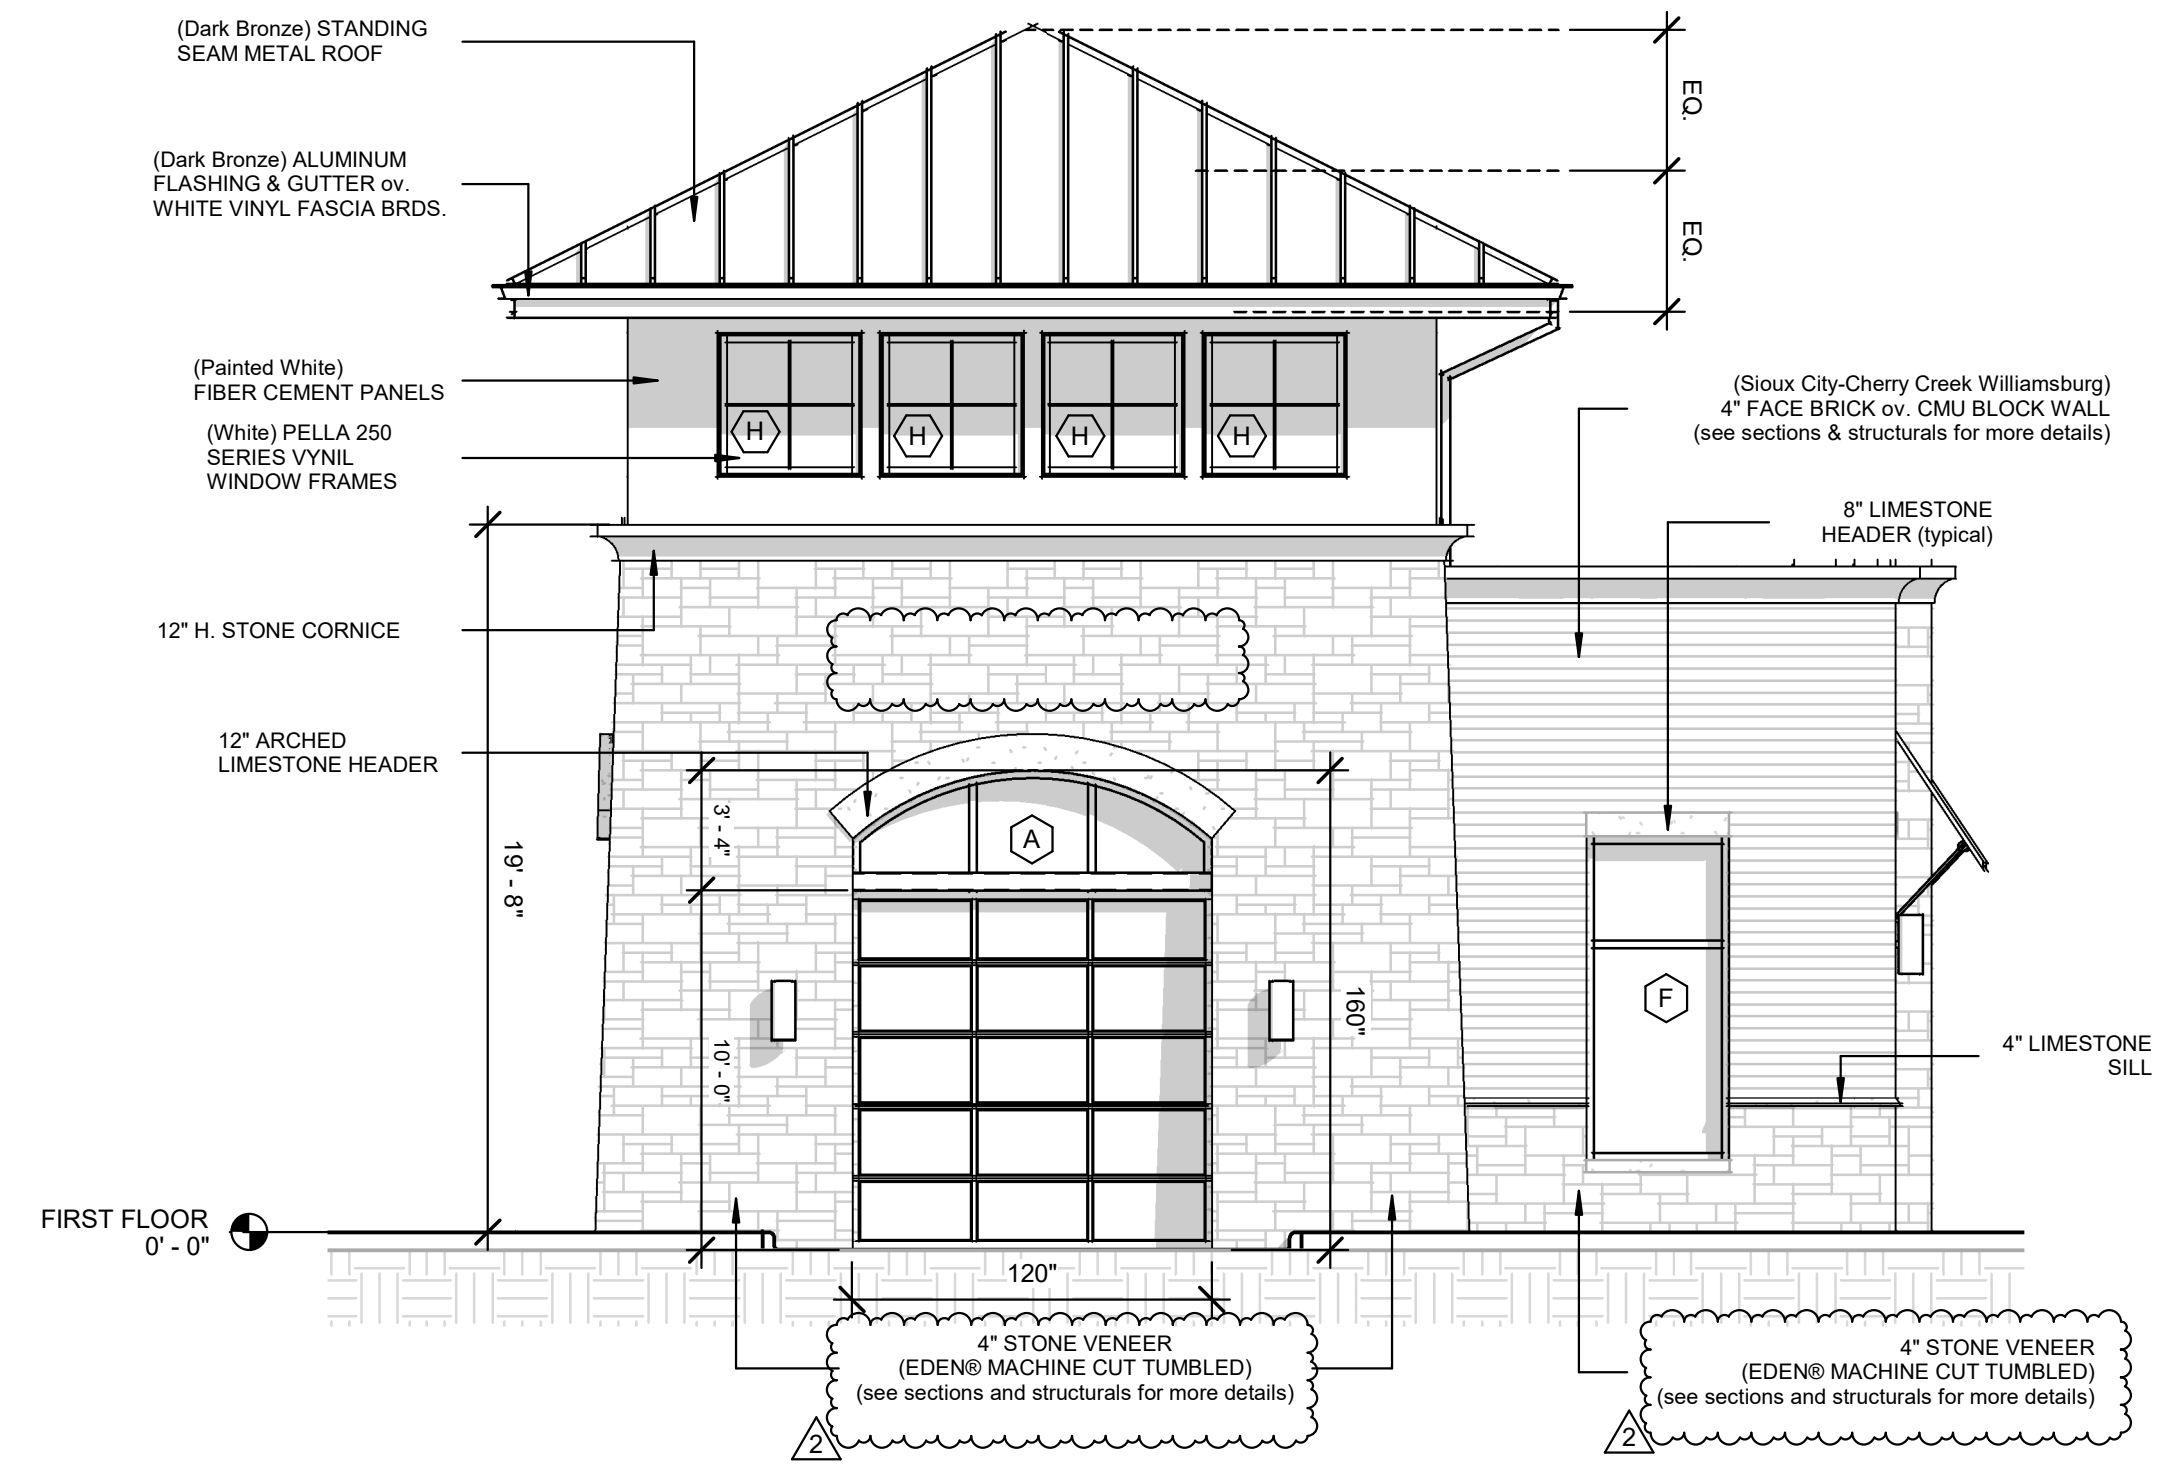 (Dark Bronze) STANDING
SEAM METAL ROOF
(Dark Bronze) ALUMINUM
FLASHING & GUTTER ov.
WHITE VINYL FASCIA BRDS.
EQ.
EQ.
(Painted White)
FIBER CEMENT PANELS
(White) PELLA 250
SERIES VYNIL
WINDOW FRAMES
H
H
H
H
(Sioux City-Cherry Creek Williamsburg)
4" FACE BRICK ov. CMU BLOCK WALL
(see sections & structurals for more details)
8" LIMESTONE
HEADER (typical)
12" H. STONE CORNICE
12" ARCHED
LIMESTONE HEADER
3' - 4"
A
19' - 8"
160"
F
10' - 0"
4" LIMESTONE
SILL
FIRST FLOOR
0' - 0"
120"
4" STONE VENEER
(EDEN® MACHINE CUT TUMBLED)
(see sections and structurals for more details)
2
4" STONE VENEER
(EDEN® MACHINE CUT TUMBLED)
(see sections and structurals for more details)
2